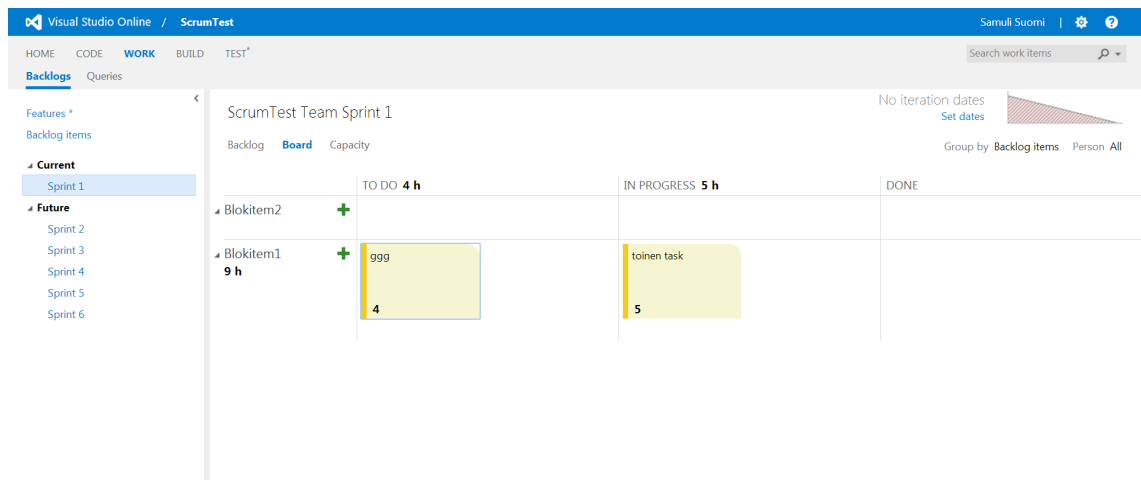 Visual Studio Online / ScrumTest
Samuli Suomi |
HOME CODE WORK BUILD TEST*
Search work items
Backlogs Queries
Features *
Backlog items
Current
Sprint 1
Future
Sprint 2
Sprint 3
Sprint 4
Sprint 5
Sprint 6
ScrumTest Team Sprint 1
No iteration dates
Set dates
Backlog Board Capacity
Group by Backlog items Person All
TO DO 4 h IN PROGRESS 5 h DONE
Blokitem2
Blokitem1
9 h
ggg
4
toinen task
5